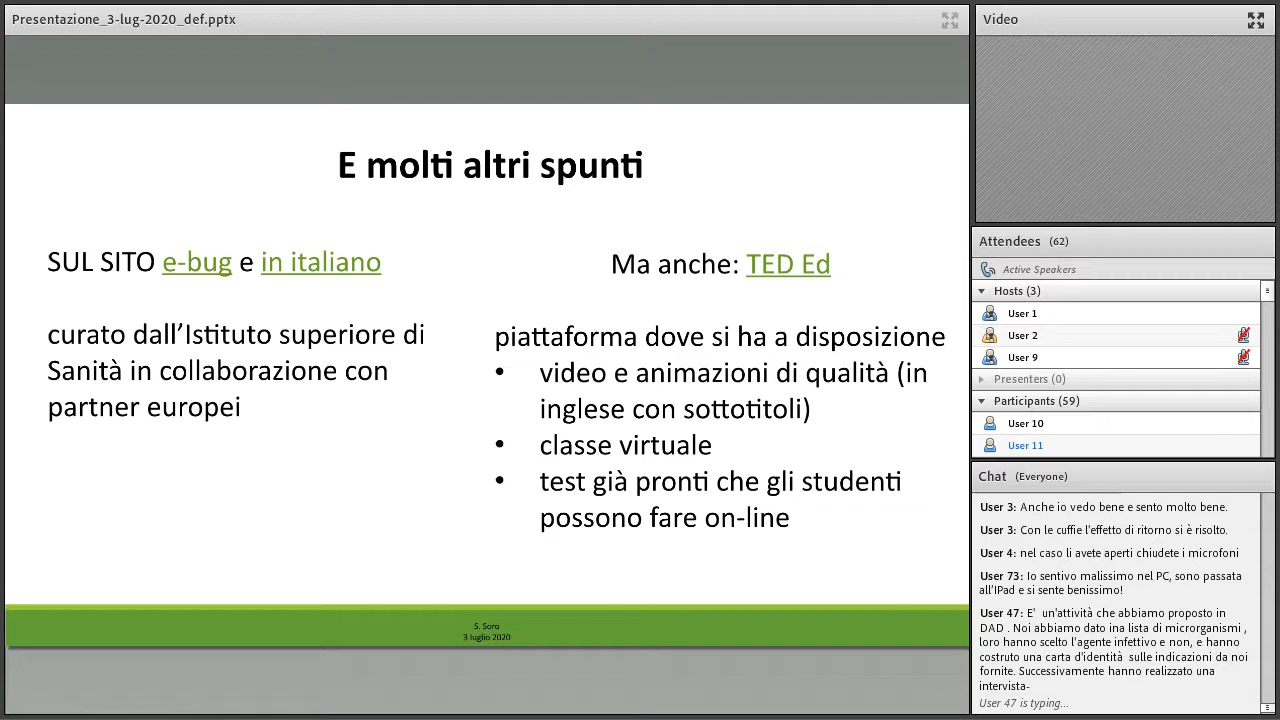 Presentazione_3-lug-2020_def.pptx
E molti altri spunti
SUL SITO e-bug e in italiano
curato dall’Istituto superiore di
Sanità in collaborazione con
partner europei
Ma anche: TED Ed
piattaforma dove si ha a disposizione
• video e animazioni di qualità (in
inglese con sottotitoli)
• classe virtuale
• test già pronti che gli studenti
possono fare on-line
S. Soro
3 luglio 2020
Video
Attendees (62)
Active Speakers
Hosts (3)
User 1
User 2
User 9
Presenters (0)
Participants (59)
User 10
User 11
Chat (Everyone)
User 3: Anche io vedo bene e sento molto bene.
User 3: Con le cuffie l'effetto di ritorno si è risolto.
User 4: nel caso li avete aperti chiudete i microfoni
User 73: Io sentivo malissimo nel PC, sono passata
all’IPad e si sente benissimo!
User 47: E' un'attività che abbiamo proposto in
DAD . Noi abbiamo dato ina lista di microrganismi ,
loro hanno scelto l'agente infettivo e non, e hanno
costruto una carta d'identità sulle indicazioni da noi
fornite. Successivamente hanno realizzato una
intervista-
User 47 is typing...